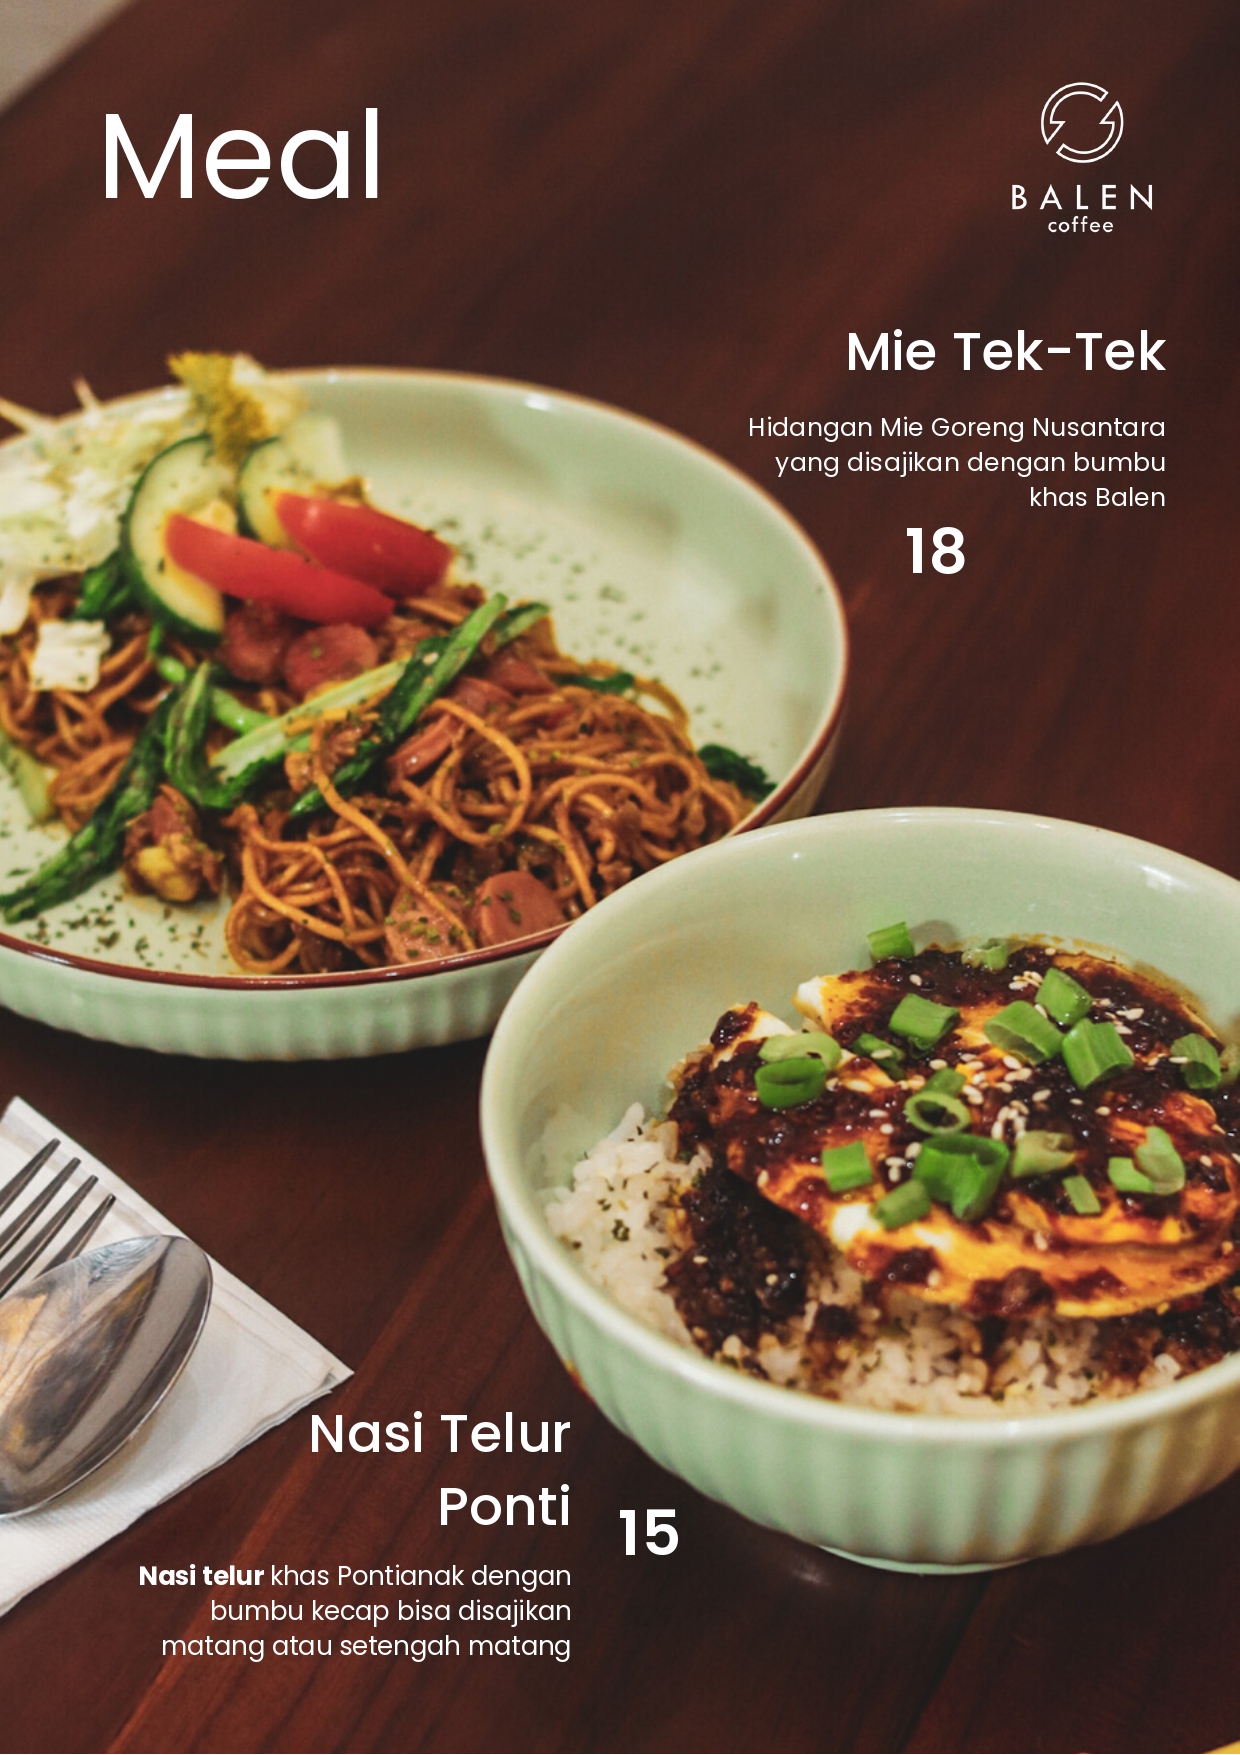 Meal
BALEN
coffee
Mie Tek-Tek
Hidangan Mie Goreng Nusantara
yang disajikan dengan bumbu
khas Balen
18
Nasi Telur
Ponti
15
Nasi telur khas Pontianak dengan
bumbu kecap bisa disajikan
matang atau setengah matang